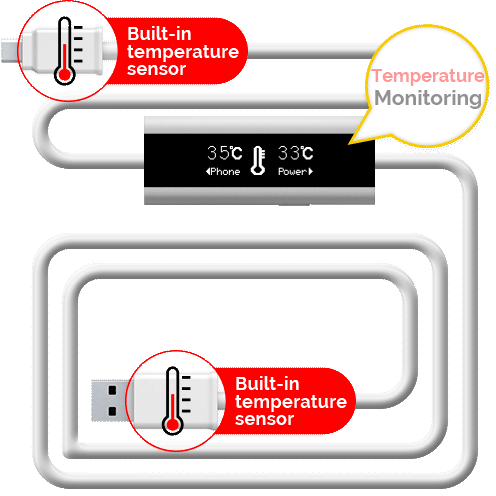 Built-in
temperature
sensor
Temperature
Monitoring
35℃ 33℃
◂Phone Power▸
Built-in
temperature
sensor